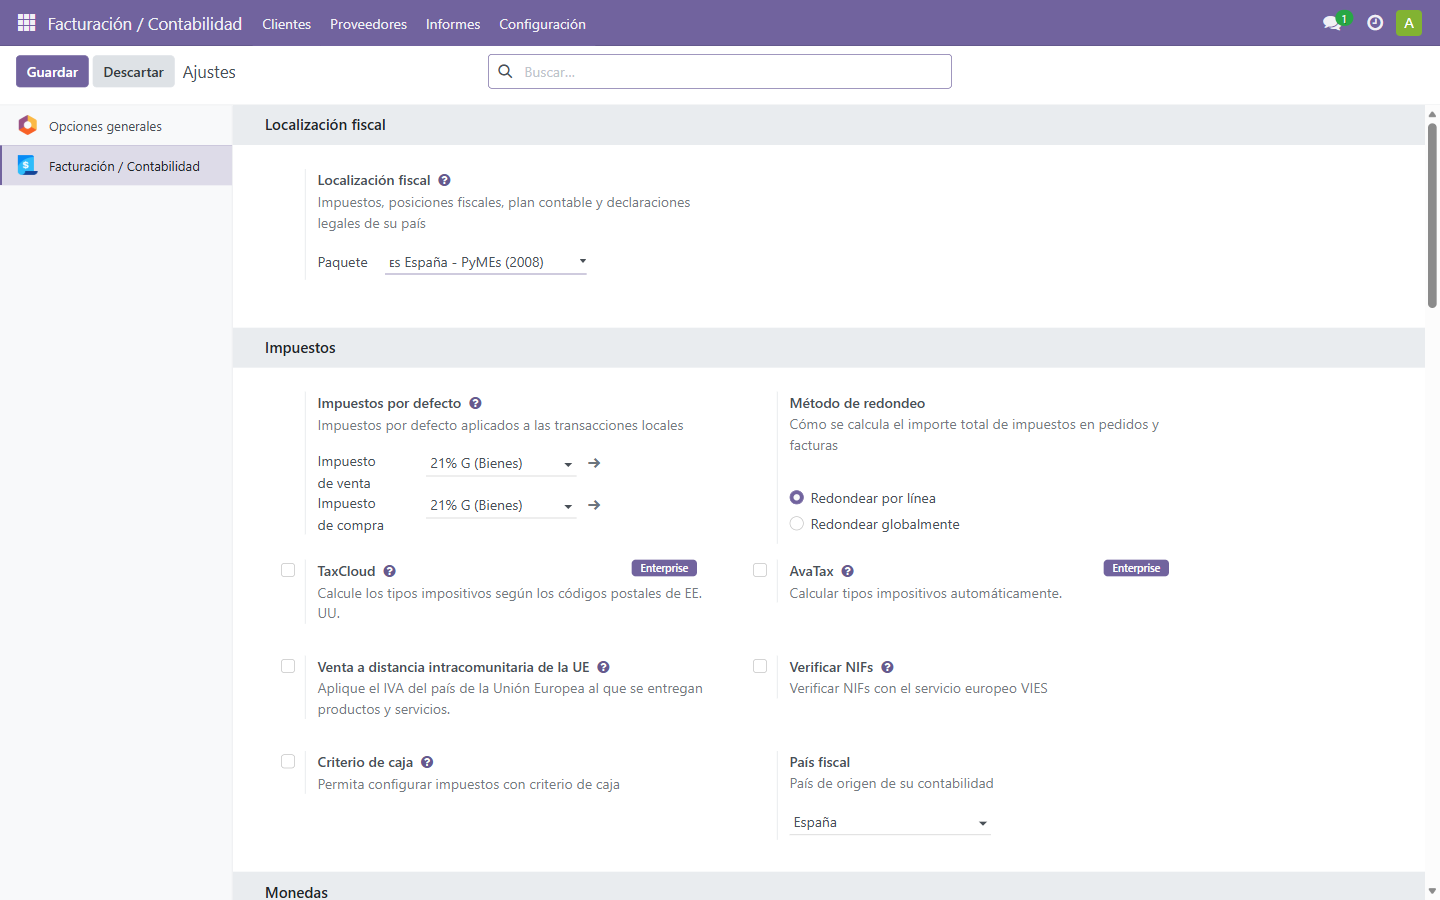 Facturación / Contabilidad Clientes Proveedores Informes Configuración 1 A
Guardar Descartar Ajustes Buscar...
Opciones generales
Facturación / Contabilidad
Localización fiscal
Localización fiscal ?
Impuestos, posiciones fiscales, plan contable y declaraciones
legales de su país
Paquete ES España - PyMEs (2008)
Impuestos
Impuestos por defecto ?
Impuestos por defecto aplicados a las transacciones locales
Impuesto
de venta
21% G (Bienes)
Impuesto
de compra
21% G (Bienes)
Método de redondeo
Cómo se calcula el importe total de impuestos en pedidos y
facturas
Redondear por línea
Redondear globalmente
TaxCloud ? Enterprise
Calcule los tipos impositivos según los códigos postales de EE.
UU.
AvaTax ? Enterprise
Calcular tipos impositivos automáticamente.
Venta a distancia intracomunitaria de la UE ?
Aplique el IVA del país de la Unión Europea al que se entregan
productos y servicios.
Verificar NIFs ?
Verificar NIFs con el servicio europeo VIES
Criterio de caja ?
Permita configurar impuestos con criterio de caja
País fiscal
País de origen de su contabilidad
España
Monedas